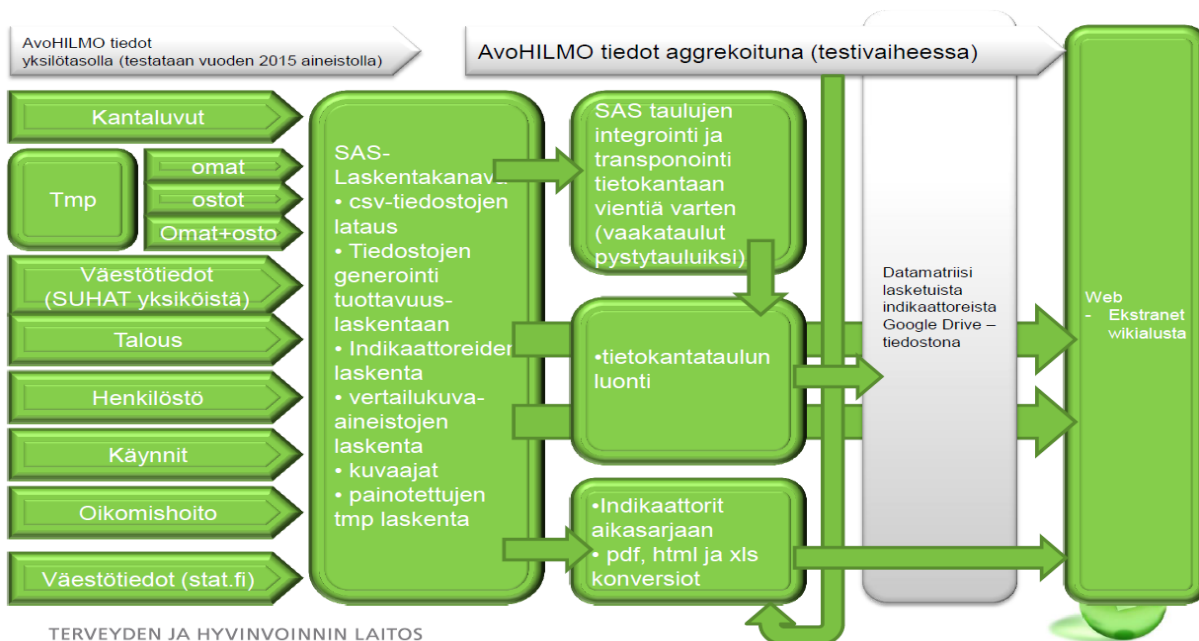 AvoHILMO tiedot
yksilötasolla (testataan vuoden 2015 aineistolla)
AvoHILMO tiedot aggrekoituna (testivaiheessa)
Kantaluvut
Tmp
omat
ostot
Omat+osto
Väestötiedot
(SUHAT yksiköistä)
Talous
Henkilöstö
Käynnit
Oikomishoito
Väestötiedot (stat.fi)
SAS-
Laskentakanava
• csv-tiedostojen
lataus
• Tiedostojen
generointi
tuottavuus-
laskentaan
• Indikaattoreiden
laskenta
• vertailukuva-
aineistojen
laskenta
• kuvaajat
• painotettujen
tmp laskenta
SAS taulujen
integrointi ja
transponointi
tietokantaan
vientiä varten
(vaakataulut
pystytauluiksi)
•tietokantataulun
luonti
•Indikaattorit
aikasarjaan
• pdf, html ja xls
konversiot
Datamatriisi
lasketuista
indikaattoreista
Google Drive –
tiedostona
Web
- Ekstranet
wikialusta
TERVEYDEN JA HYVINVOINNIN LAITOS